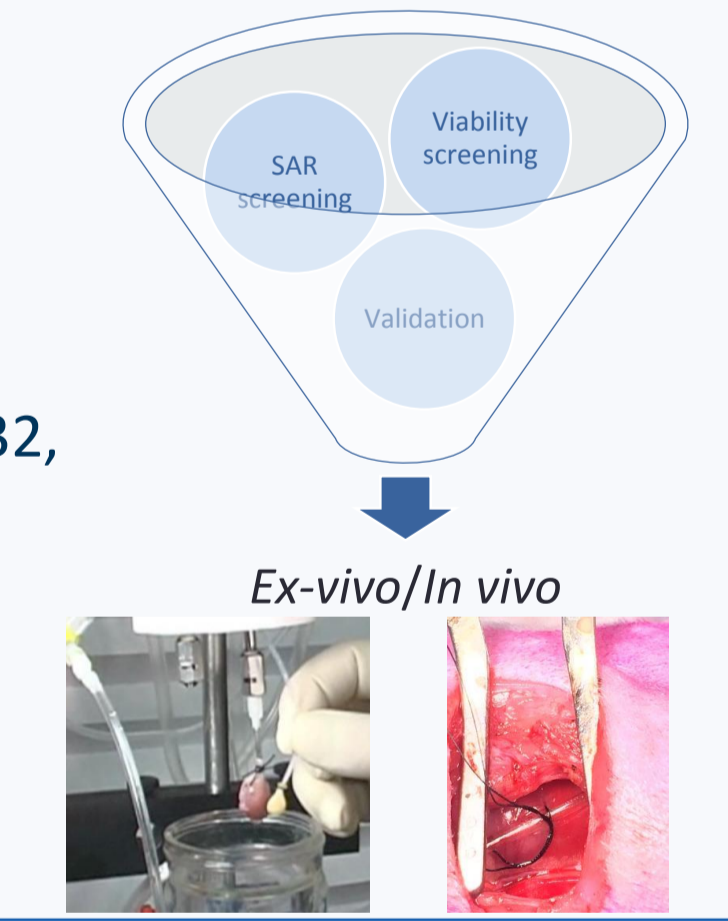 Viability
screening
SAR
screening
Validation
32,
Ex-vivo/In vivo